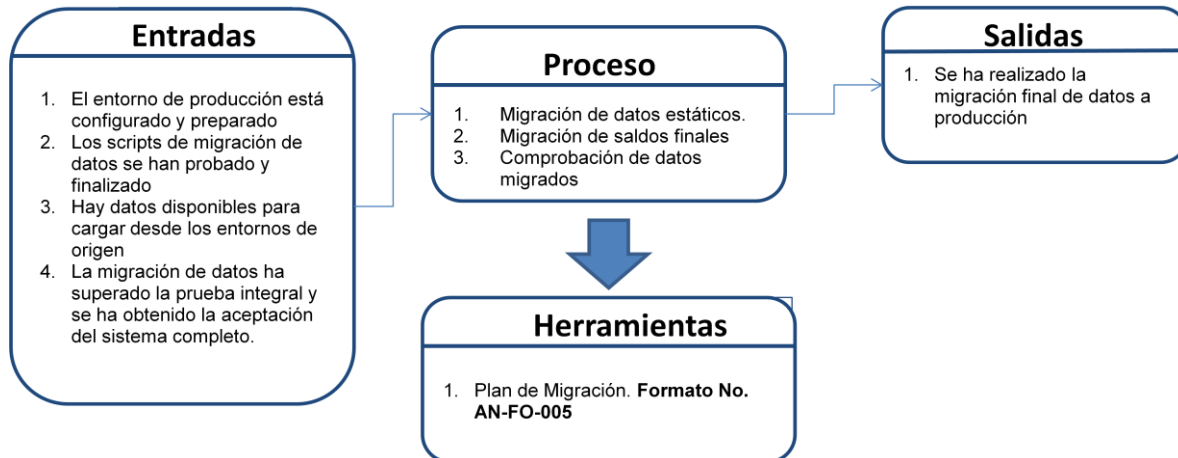 Entradas
1. El entorno de producción está
configurado y preparado
2. Los scripts de migración de
datos se han probado y
finalizado
3. Hay datos disponibles para
cargar desde los entornos de
origen
4. La migración de datos ha
superado la prueba integral y
se ha obtenido la aceptación
del sistema completo.
Proceso
1. Migración de datos estáticos.
2. Migración de saldos finales
3. Comprobación de datos
migrados
Herramientas
1. Plan de Migración. Formato No.
AN-FO-005
Salidas
1. Se ha realizado la
migración final de datos a
producción